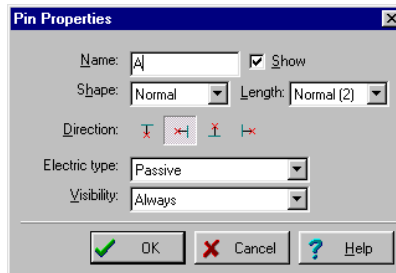 Pin Properties
Name: A Show
Shape: Normal Length: Normal (2)
Direction:
Electric type: Passive
Visibility: Always
OK Cancel ? Help